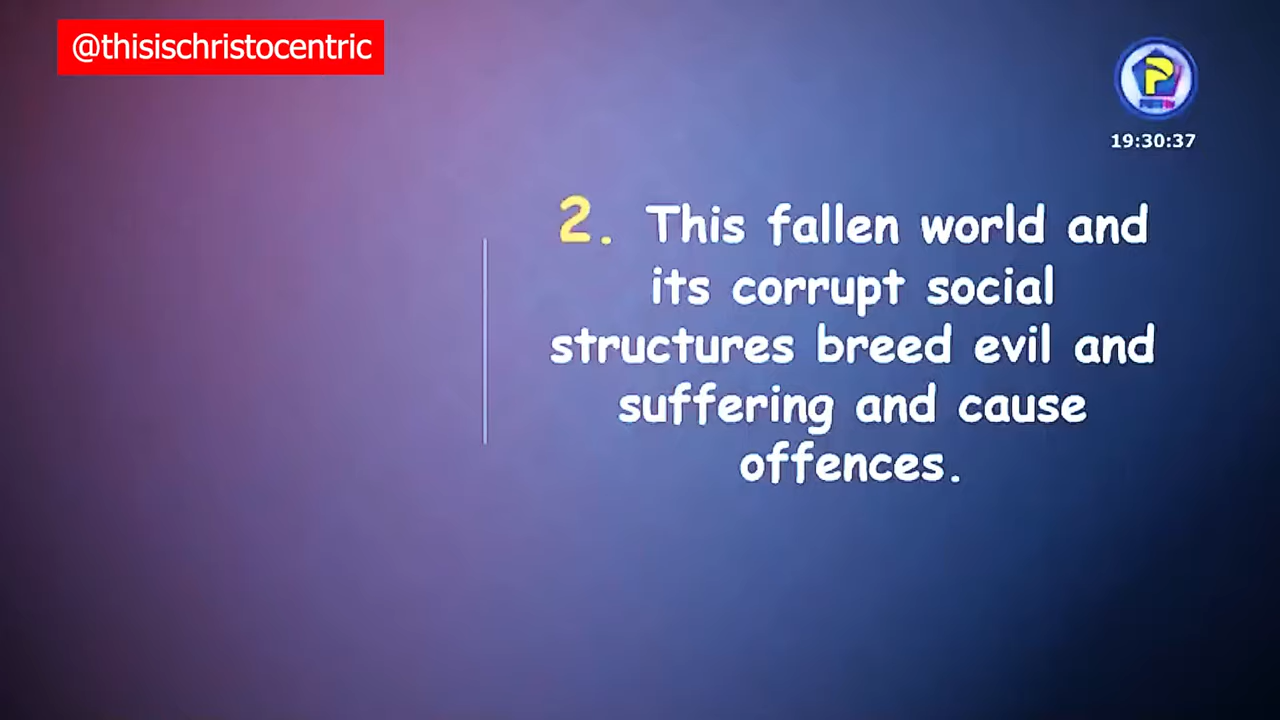 @thisischristocentric
P
19:30:37
2. This fallen world and
its corrupt social
structures breed evil and
suffering and cause
offences.